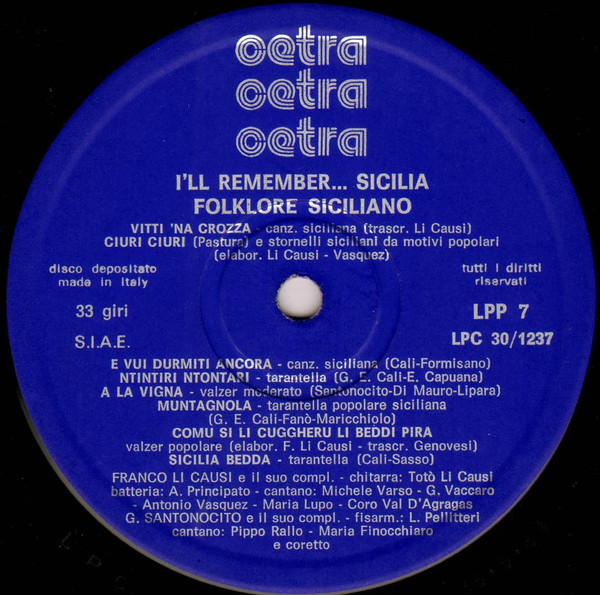 cetra
cetra
cetra
I'LL REMEMBER... SICILIA
FOLKLORE SICILIANO
VITTI 'NA CROZZA - canz. siciliana (trascr. Li Causi)
CIURI CIURI (Pastura) e stornelli siciliani da motivi popolari
(elabor. Li Causi - Vasquez)
disco depositato
made in Italy
tutti i diritti
riservati
33 giri
LPP 7
S.I.A.E.
LPC 30/1237
E VUI DURMITI ANCORA - canz. siciliana (Cali-Formisano)
NTINTIRI NTONTARI - tarantella (G. E. Cali-E. Capuana)
A LA VIGNA - valzer moderato (Santonocito-Di Mauro-Lipara)
MUNTAGNOLA - tarantella popolare siciliana
(G. E. Cali-Fanò-Maricchiolo)
COMU SI LI CUGGHERU LI BEDDI PIRA
valzer popolare (elabor. F. Li Causi - trascr. Genovesi)
SICILIA BEDDA - tarantella (Cali-Sasso)
FRANCO LI CAUSI e il suo compl. - chitarra: Totò Li Causi
batteria: A. Principato - cantano: Michele Varso - G. Vaccaro
- Antonio Vasquez - Maria Lupo - Coro Val D'Agragas
G. SANTONOCITO e il suo compl. - fisarm.: L. Pellitteri
cantano: Pippo Rallo - Maria Finocchiaro
e coretto